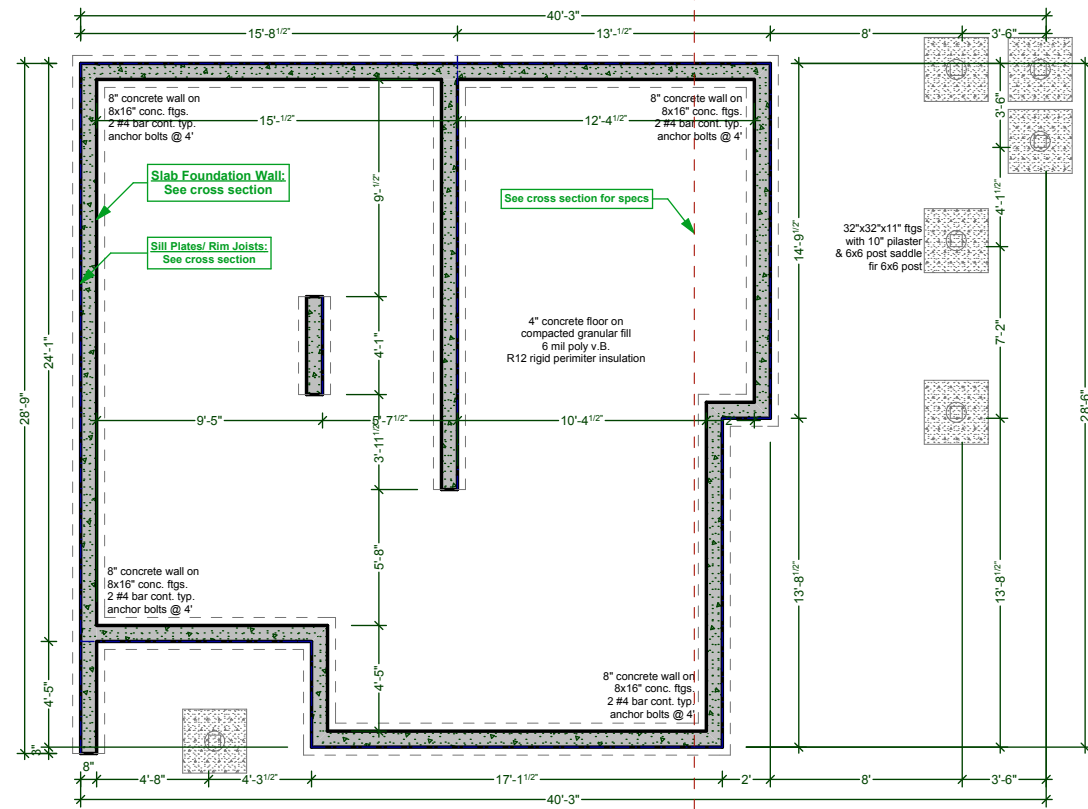 40'-3"
15'-8 1/2"
13'- 1/2"
8'
3'-6"
8" concrete wall on
8x16" conc. ftgs.
2 #4 bar cont. typ.
anchor bolts @ 4'
8" concrete wall on
8x16" conc. ftgs.
2 #4 bar cont. typ.
anchor bolts @ 4'
15'- 1/2"
12'-4 1/2"
3'-6"
Slab Foundation Wall:
See cross section
9'- 1/2"
See cross section for specs
4'-1 1/2"
Sill Plates/ Rim Joists:
See cross section
14'-9 1/2"
32"x32"x11" ftgs
with 10" pilaster
& 6x6 post saddle
fir 6x6 post
4" concrete floor on
compacted granular fill
6 mil poly v.B.
R12 rigid perimiter insulation
24'-1"
28'-9"
4'-1"
7'-2"
28'-6"
9'-5"
5'-7 1/2"
10'-4 1/2"
2'
3'-11 1/2"
5'-8"
8" concrete wall on
8x16" conc. ftgs.
2 #4 bar cont. typ.
anchor bolts @ 4'
13'-8 1/2"
13'-8 1/2"
4'-5"
4'-5"
8" concrete wall on
8x16" conc. ftgs.
2 #4 bar cont. typ.
anchor bolts @ 4'
3"
8"
4'-8"
4'-3 1/2"
17'-1 1/2"
2'
8'
3'-6"
40'-3"